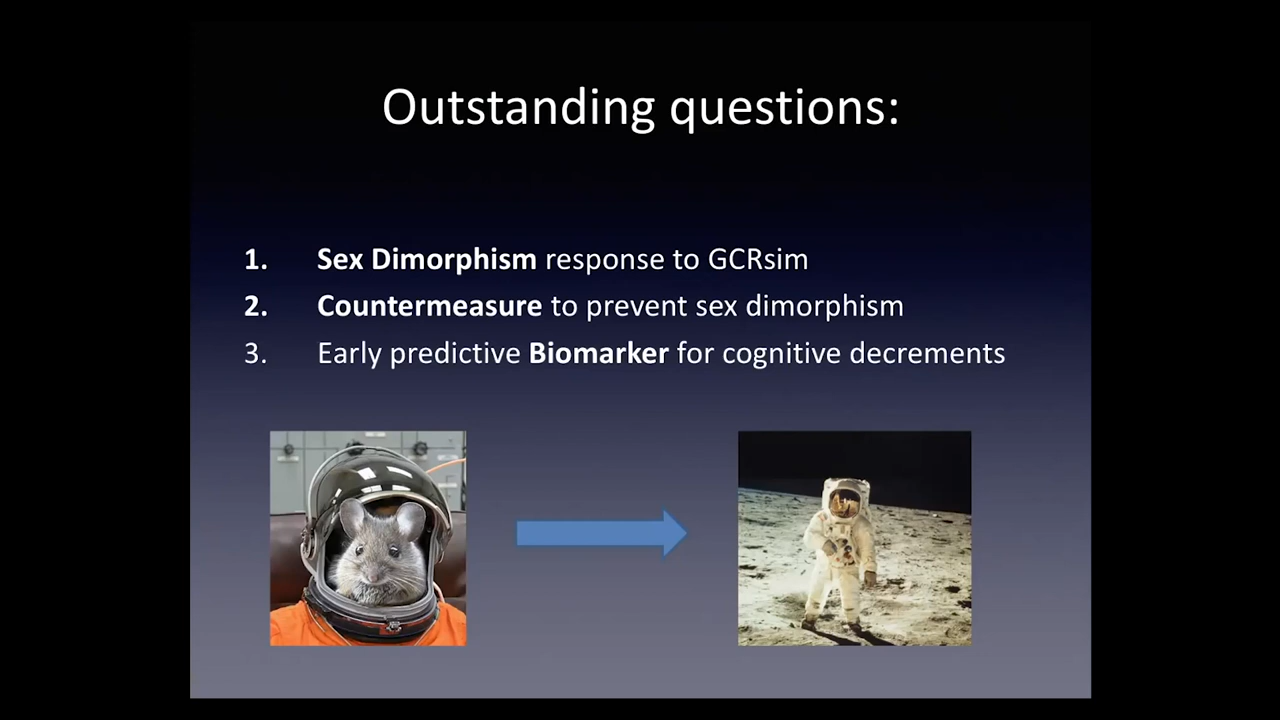 Outstanding questions:
1. Sex Dimorphism response to GCRsim
2. Countermeasure to prevent sex dimorphism
3. Early predictive Biomarker for cognitive decrements